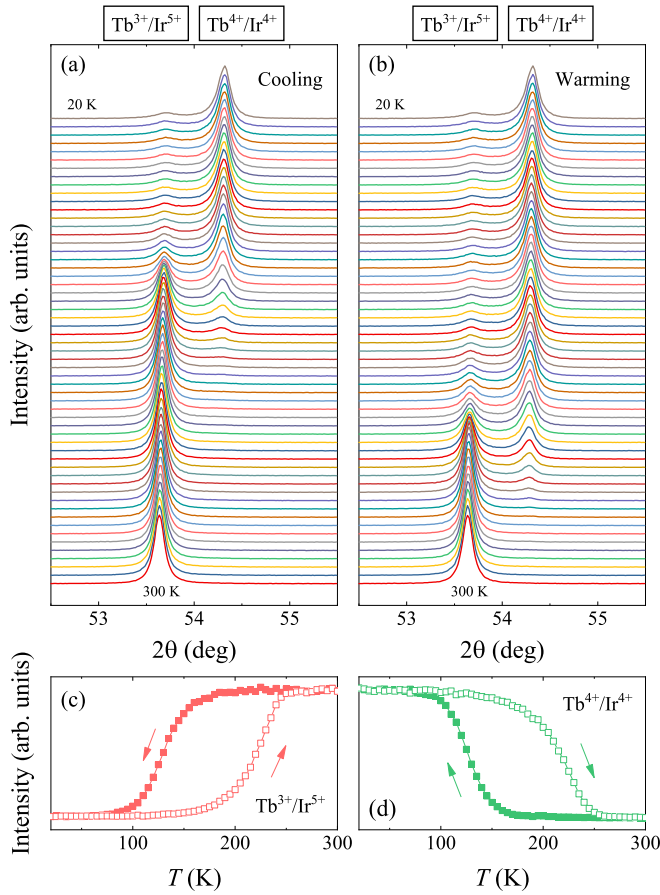 Tb³⁺/Ir⁵⁺ Tb⁴⁺/Ir⁴⁺ Tb³⁺/Ir⁵⁺ Tb⁴⁺/Ir⁴⁺
(a) Cooling (b) Warming
20 K 20 K
Intensity (arb. units)
300 K 300 K
53 54 55 53 54 55
2θ (deg) 2θ (deg)
Intensity (arb. units)
(c) Tb⁴⁺/Ir⁴⁺
Tb³⁺/Ir⁵⁺ (d)
100 200 300 100 200 300
T (K) T (K)